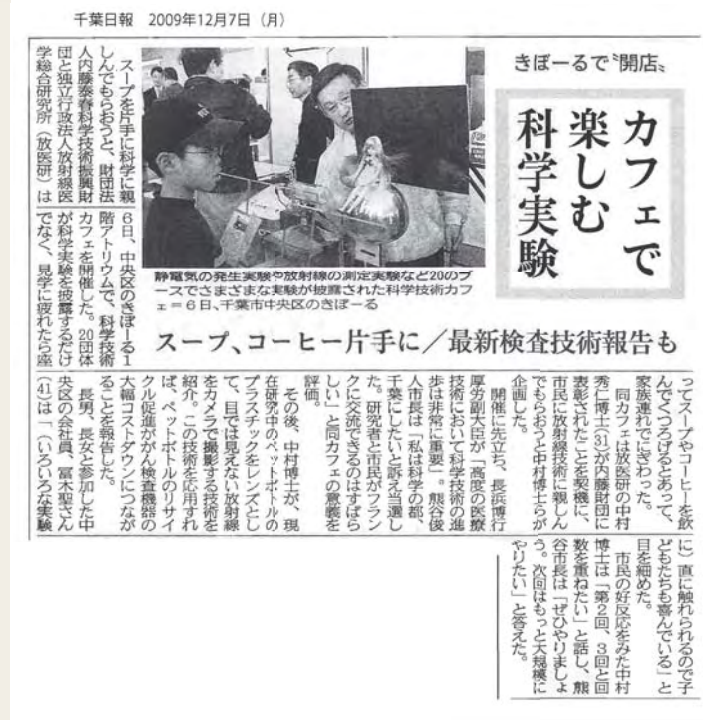 千葉日報　2009年12月7日（月）
きぼーるで〝開店〟
カフェで
楽しむ
科学実験
スープ、コーヒー片手に／最新検査技術報告も
静電気の発生実験や放射線の測定実験など20のブ
ースでさまざまな実験が披露された科学技術カフ
ェ＝６日、千葉市中央区のきぼーる
スープを片手に科学に親
しんでもらおうと、財団法
人内藤泰春科学技術振興財
団と独立行政法人放射線医
学総合研究所（放医研）は
６日、中央区のきぼーる１
階アトリウムで、科学技術
カフェを開催した。20団体
が科学実験を披露するだけ
でなく、見学に疲れたら座
ってスープやコーヒーを飲
んでくつろげるとあって、
家族連れでにぎわった。
同カフェは放医研の中村
秀仁博士(31)が内藤財団に
表彰されたことを契機に、
市民に放射線技術に親しん
でもらおうと中村博士らが
企画した。
開催に先立ち、長浜博行
厚労副大臣が「高度の医療
技術において科学技術の進
歩は非常に重要」。熊谷俊
人市長は「私は科学の都、
千葉にしたいと訴え当選し
た。研究者と市民がフラン
クに交流できるのはすばら
しい」と同カフェの意義を
評価。
その後、中村博士が、現
在研究中のペットボトルの
プラスチックをレンズとし
て、目では見えない放射線
をカメラで撮影する技術を
紹介。この技術を応用すれ
ば、ペットボトルのリサイ
クル促進ががん検査機器の
大幅コストダウンにつなが
ることを報告した。
長男、長女と参加した中
央区の会社員、冨木聖さん
(41)は「（いろいろな実験
に）直に触れられるので子
どもたちも喜んでいる」と
目を細めた。
市民の好反応をみた中村
博士は「第２回、３回と回
数を重ねたい」と話し、熊
谷市長は「ぜひやりましょ
う。次回はもっと大規模に
やりたい」と答えた。